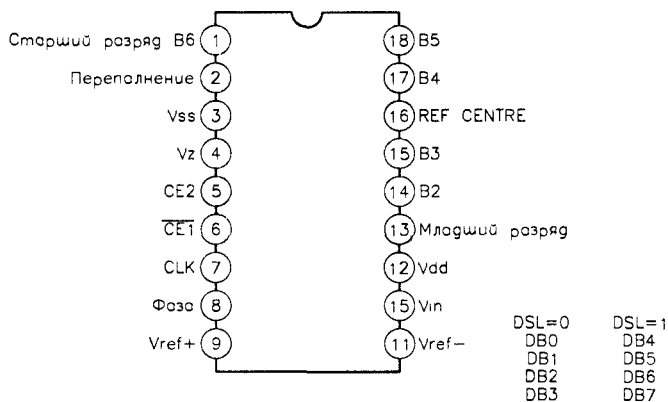 Старший разряд B6 1 18 B5
Переполнение 2 17 B4
Vss 3 16 REF CENTRE
Vz 4 15 B3
CE2 5 14 B2
CE1 6 13 Младший разряд
CLK 7 12 Vdd
Фаза 8 15 Vin
Vref+ 9 11 Vref−
DSL=0 DSL=1
DB0 DB4
DB1 DB5
DB2 DB6
DB3 DB7